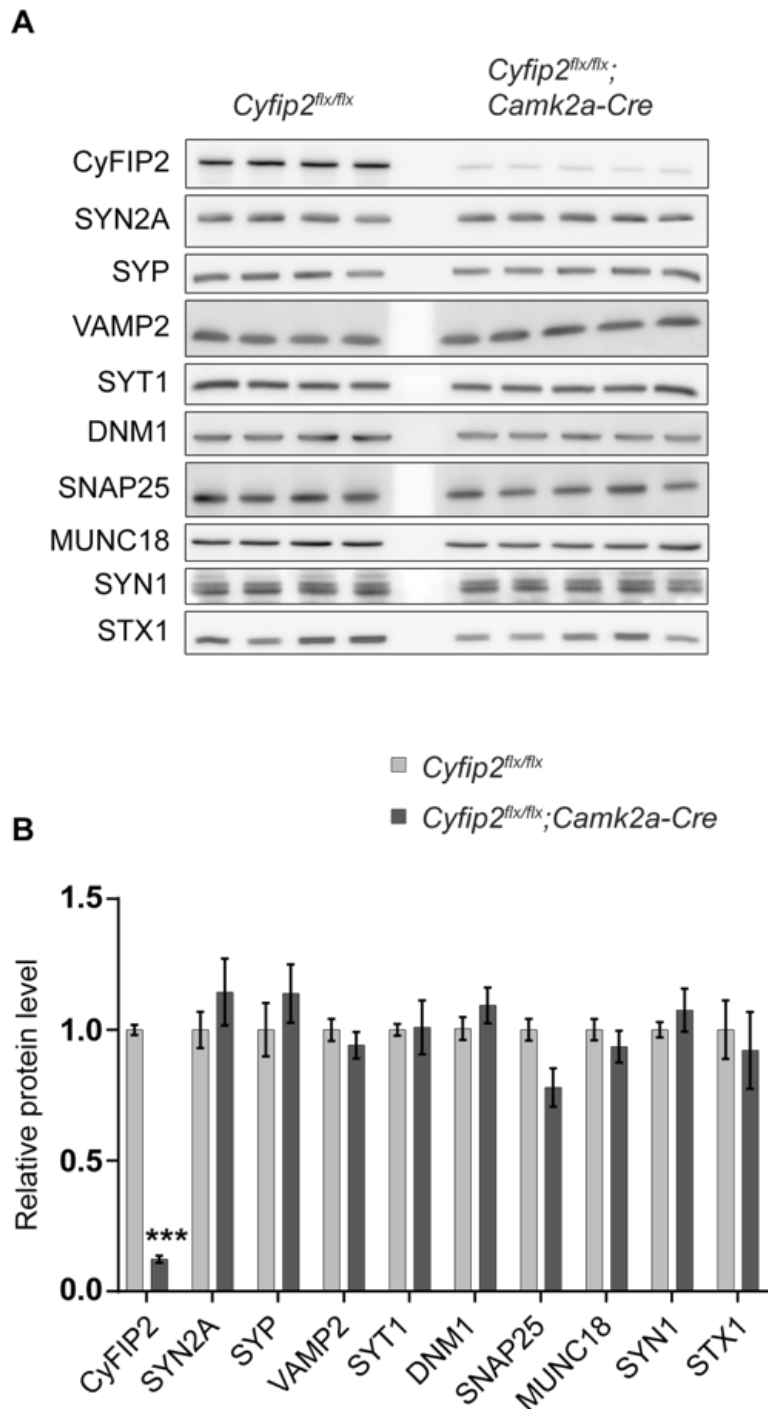 A
Cyfip2flx/flx
Cyfip2flx/flx;
Camk2a-Cre
CyFIP2
SYN2A
SYP
VAMP2
SYT1
DNM1
SNAP25
MUNC18
SYN1
STX1
Cyfip2flx/flx
Cyfip2flx/flx;Camk2a-Cre
B
Relative protein level
1.5
1.0
0.5
0.0
***
CyFIP2
SYN2A
SYP
VAMP2
SYT1
DNM1
SNAP25
MUNC18
SYN1
STX1